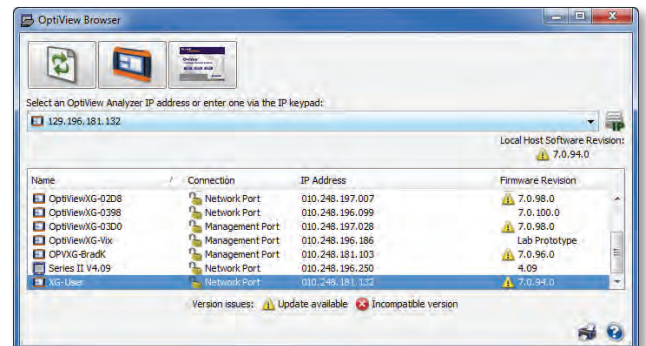 OptiView Browser
Select an OptiView Analyzer IP address or enter one via the IP keypad:
129.196.181.132
IP
Local Host Software Revision:
7.0.94.0
Name / Connection IP Address Firmware Revision
OptiViewXG-02D8 Network Port 010.248.197.007 7.0.98.0
OptiViewXG-0398 Network Port 010.248.196.099 7.0.100.0
OptiViewXG-03D0 Management Port 010.248.197.028 7.0.98.0
OptiViewXG-Vix Management Port 010.248.196.186 Lab Prototype
OPVXG-BradK Management Port 010.248.181.103 7.0.96.0
Series II V4.09 Network Port 010.248.196.250 4.09
XG-User Network Port 010.248.181.132 7.0.94.0
Version issues: Update available Incompatible version